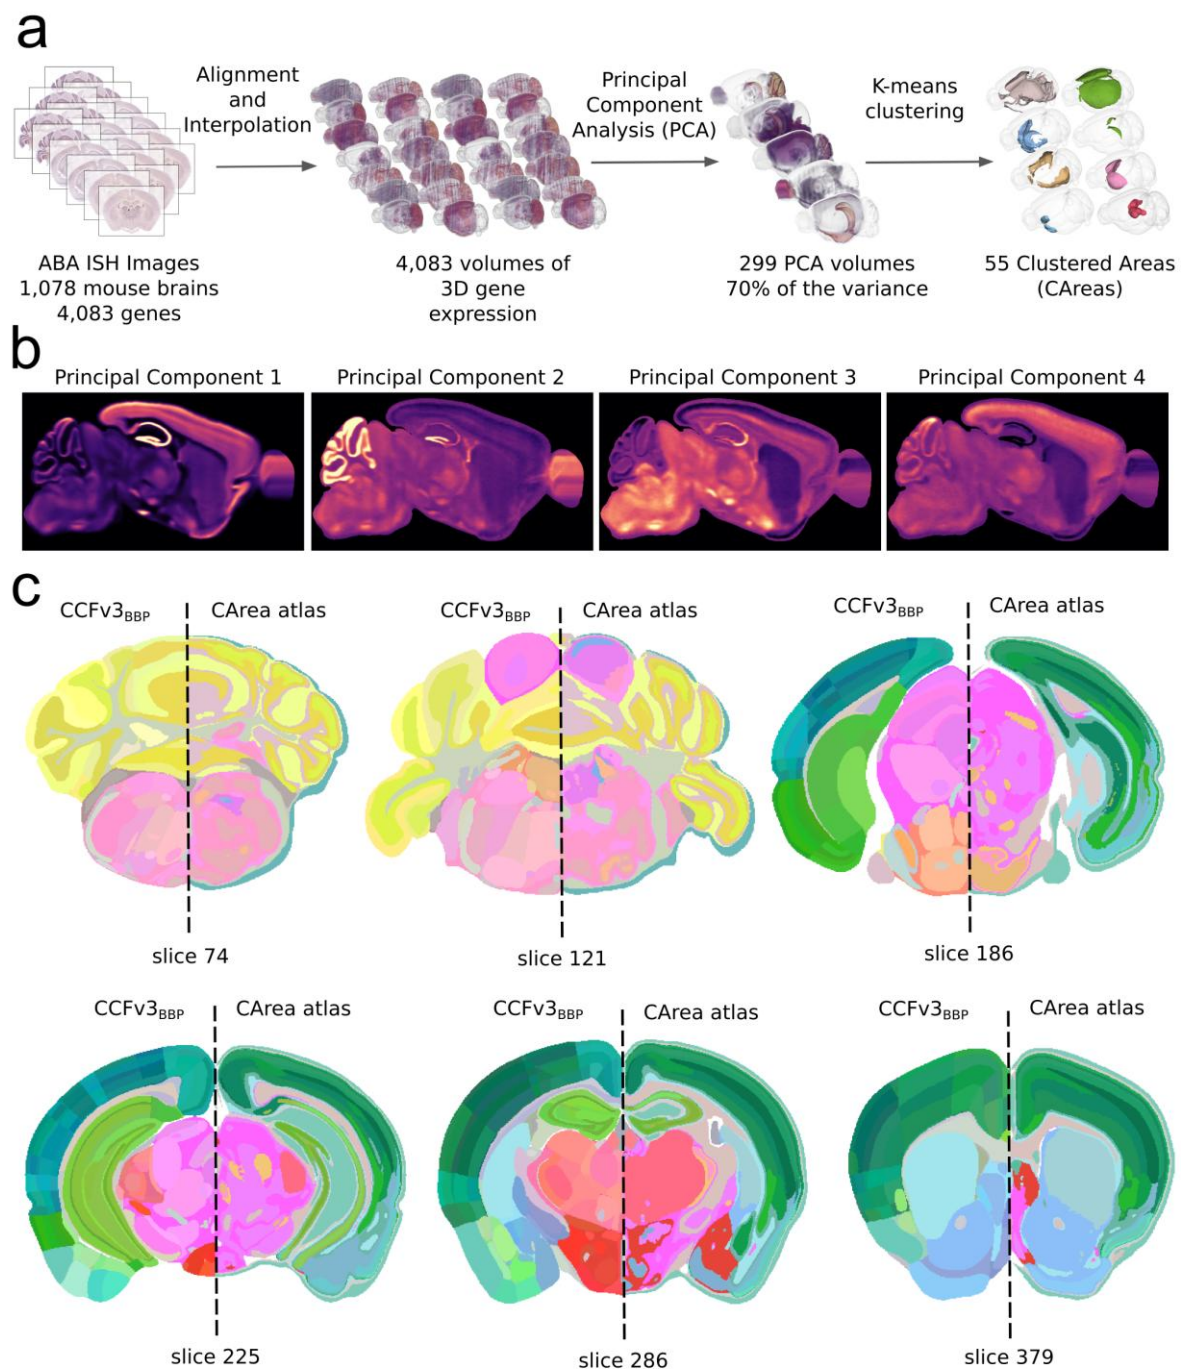 a
Alignment
and
Interpolation
Principal
Component
Analysis (PCA)
K-means
clustering
ABA ISH Images
1,078 mouse brains
4,083 genes
4,083 volumes of
3D gene
expression
299 PCA volumes
70% of the variance
55 Clustered Areas
(CAreas)
b
Principal Component 1
Principal Component 2
Principal Component 3
Principal Component 4
c
CCFv3BBP
CArea atlas
CCFv3BBP
CArea atlas
CCFv3BBP
CArea atlas
slice 74
slice 121
slice 186
CCFv3BBP
CArea atlas
CCFv3BBP
CArea atlas
CCFv3BBP
CArea atlas
slice 225
slice 286
slice 379